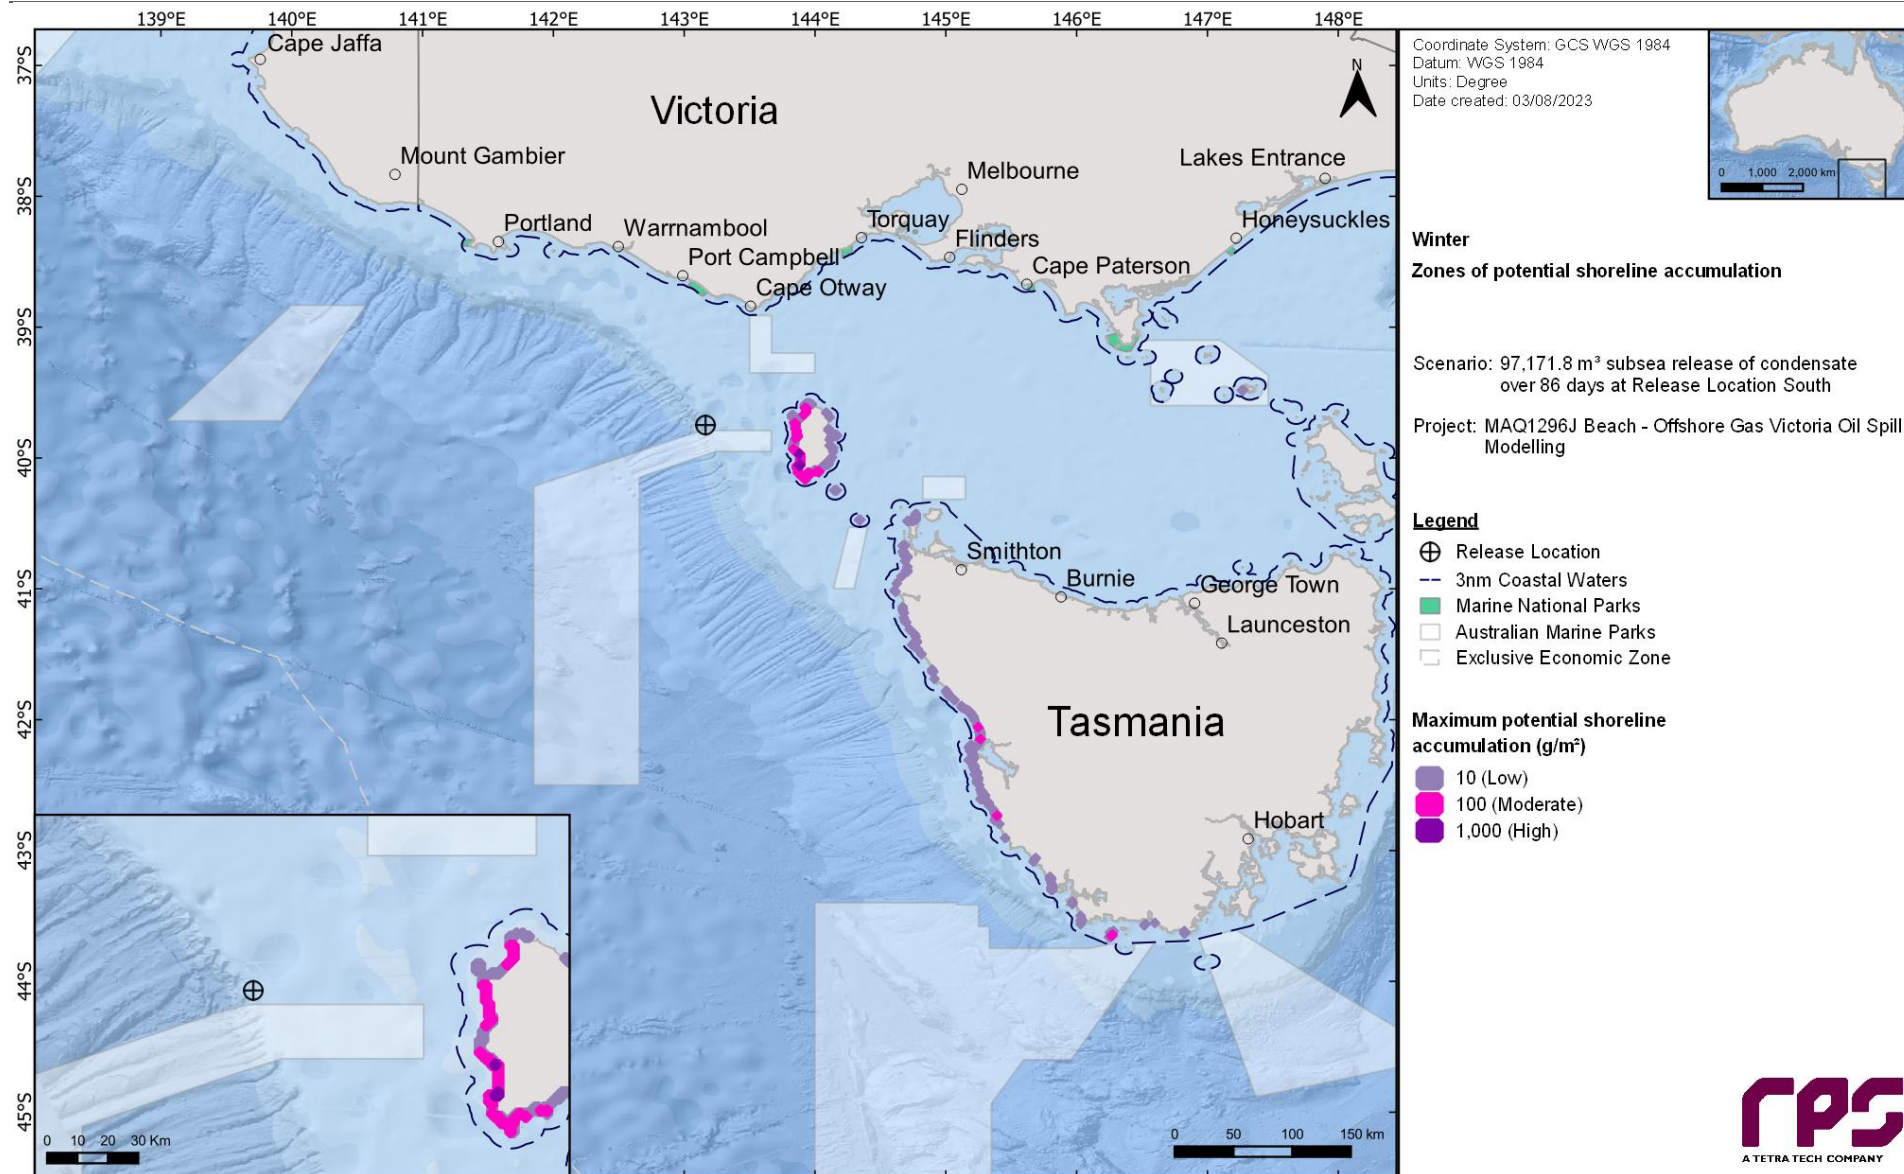 139°E 140°E 141°E 142°E 143°E 144°E 145°E 146°E 147°E 148°E
37°S
38°S
39°S
40°S
41°S
42°S
43°S
44°S
45°S
Cape Jaffa
Victoria
N
Mount Gambier
Melbourne
Lakes Entrance
Portland
Warrnambool
Torquay
Honeysuckles
Port Campbell
Flinders
Cape Otway
Cape Paterson
Smithton
Burnie
George Town
Launceston
Tasmania
Hobart
0 10 20 30 Km
0 50 100 150 km
Coordinate System: GCS WGS 1984
Datum: WGS 1984
Units: Degree
Date created: 03/08/2023
0 1,000 2,000 km
Winter
Zones of potential shoreline accumulation
Scenario: 97,171.8 m³ subsea release of condensate
over 86 days at Release Location South
Project: MAQ1296J Beach - Offshore Gas Victoria Oil Spill
Modelling
Legend
Release Location
3nm Coastal Waters
Marine National Parks
Australian Marine Parks
Exclusive Economic Zone
Maximum potential shoreline
accumulation (g/m²)
10 (Low)
100 (Moderate)
1,000 (High)
rps
A TETRA TECH COMPANY